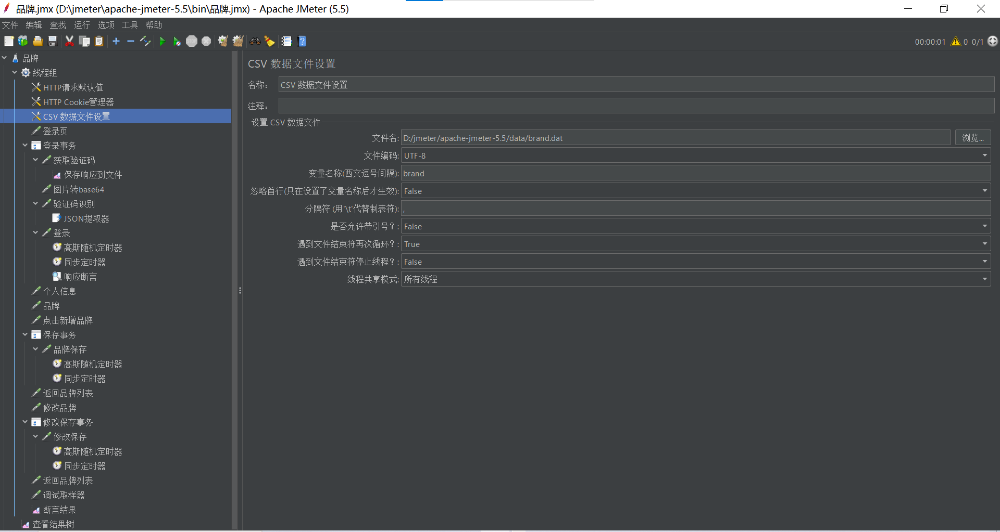 品牌.jmx (D:\jmeter\apache-jmeter-5.5\bin\品牌.jmx) - Apache JMeter (5.5)
文件 编辑 查找 运行 选项 工具 帮助
00:00:01 0 0/1
品牌
线程组
HTTP请求默认值
HTTP Cookie管理器
CSV 数据文件设置
登录页
登录事务
获取验证码
保存响应到文件
图片转base64
验证码识别
JSON提取器
登录
高斯随机定时器
同步定时器
响应断言
个人信息
品牌
点击新增品牌
保存事务
品牌保存
高斯随机定时器
同步定时器
返回品牌列表
修改品牌
修改保存事务
修改保存
高斯随机定时器
同步定时器
返回品牌列表
调试取样器
断言结果
查看结果树
CSV 数据文件设置
名称： CSV 数据文件设置
注释：
设置 CSV 数据文件
文件名: D:/jmeter/apache-jmeter-5.5/data/brand.dat 浏览...
文件编码: UTF-8
变量名称(西文逗号间隔): brand
忽略首行(只在设置了变量名称后才生效): False
分隔符 (用'\t'代替制表符): ,
是否允许带引号？: False
遇到文件结束符再次循环？: True
遇到文件结束符停止线程？: False
线程共享模式: 所有线程